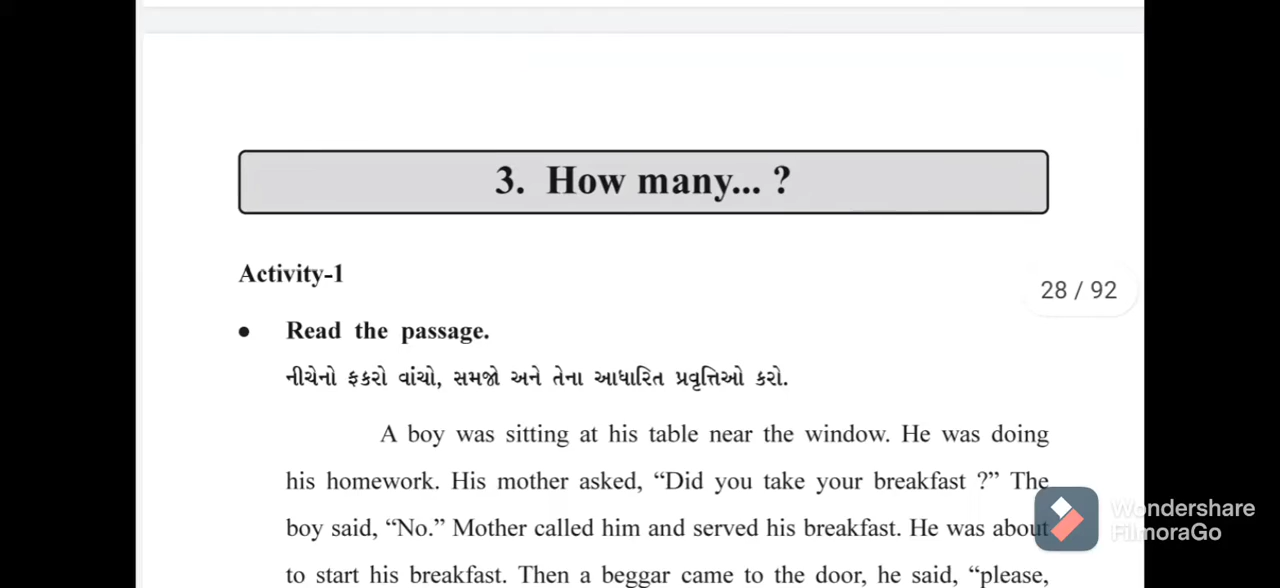 3. How many... ?
Activity-1
28 / 92
• Read the passage.
નીચેનો ફકરો વાંચો, સમજો અને તેના આધારિત પ્રવૃત્તિઓ કરો.
A boy was sitting at his table near the window. He was doing
his homework. His mother asked, “Did you take your breakfast ?” The
boy said, “No.” Mother called him and served his breakfast. He was about
Wondershare
FilmoraGo
to start his breakfast. Then a beggar came to the door, he said, “please,